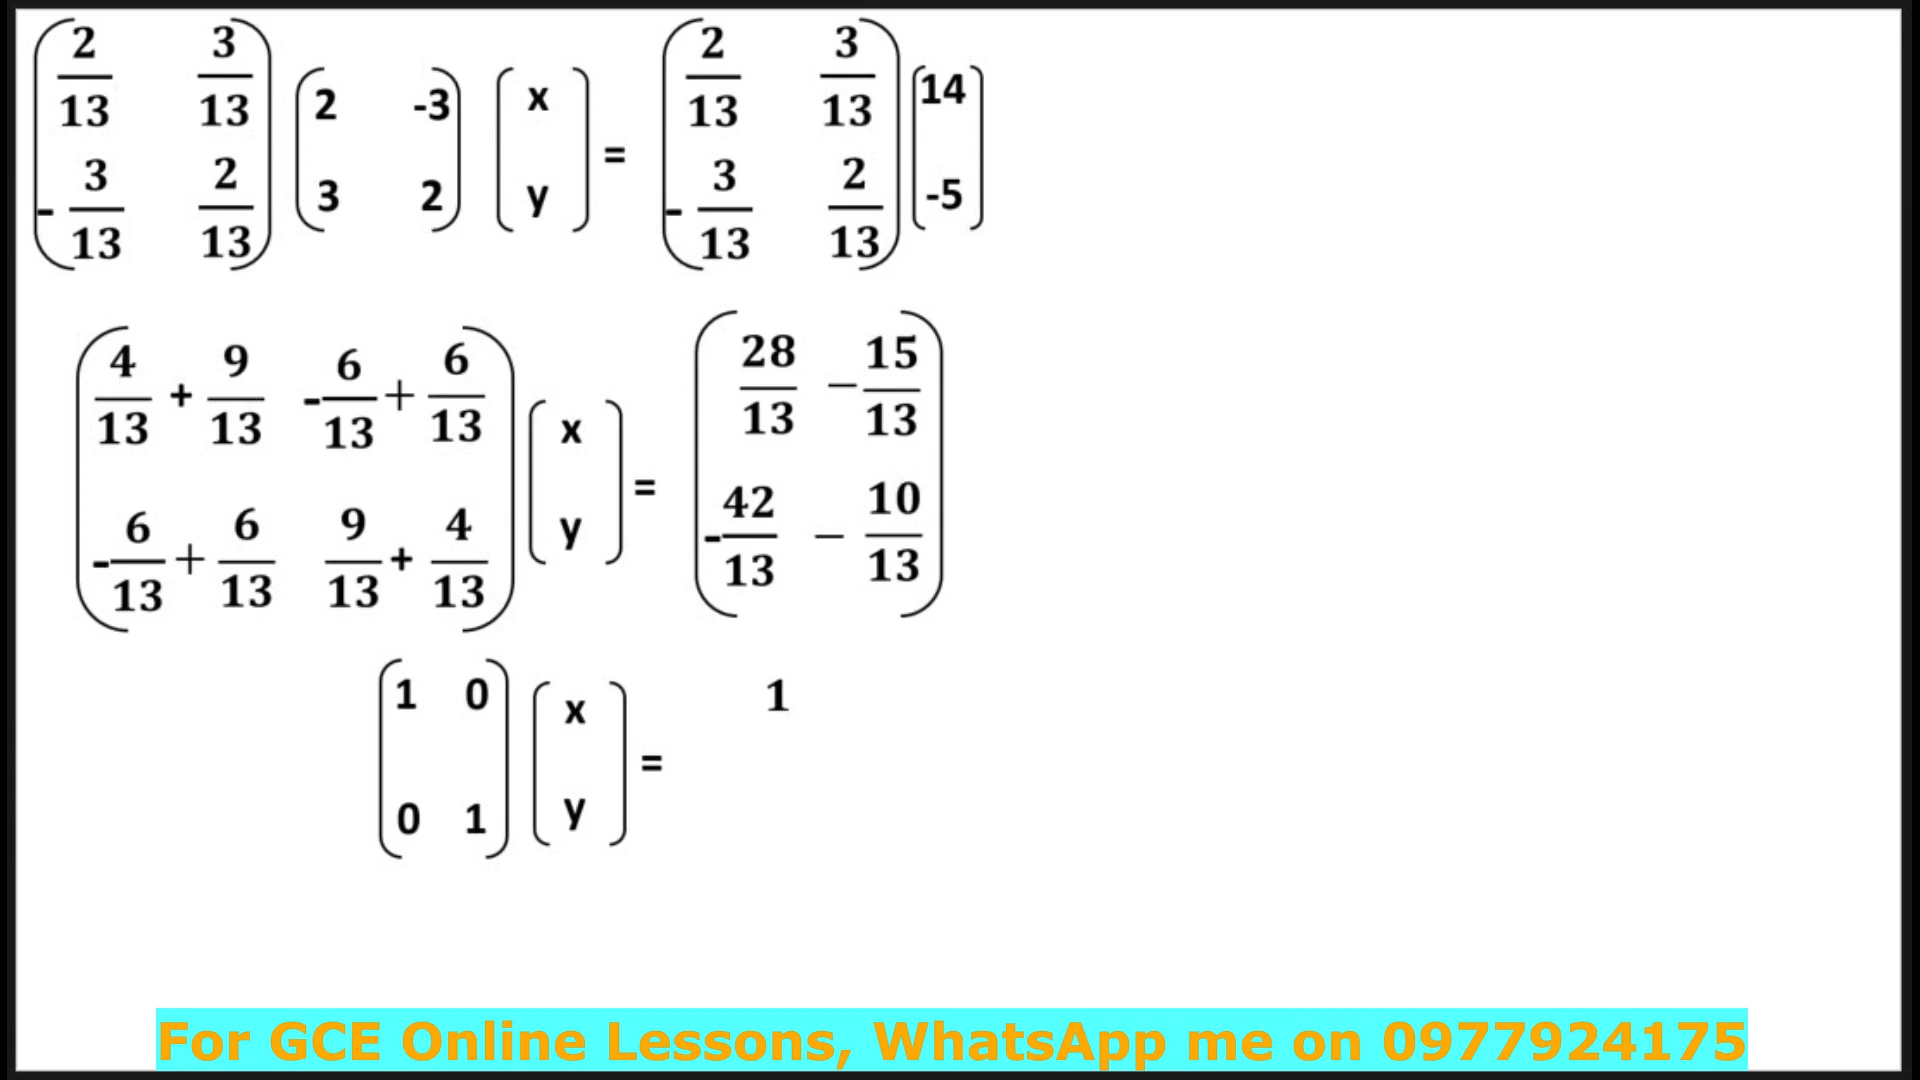 2/13 3/13 2 -3 x = 2/13 3/13 14
-3/13 2/13 3 2 y -3/13 2/13 -5
4/13 + 9/13 -6/13 + 6/13 x = 28/13 − 15/13
-6/13 + 6/13 9/13 + 4/13 y -42/13 − 10/13
1 0 x = 1
0 1 y
For GCE Online Lessons, WhatsApp me on 0977924175